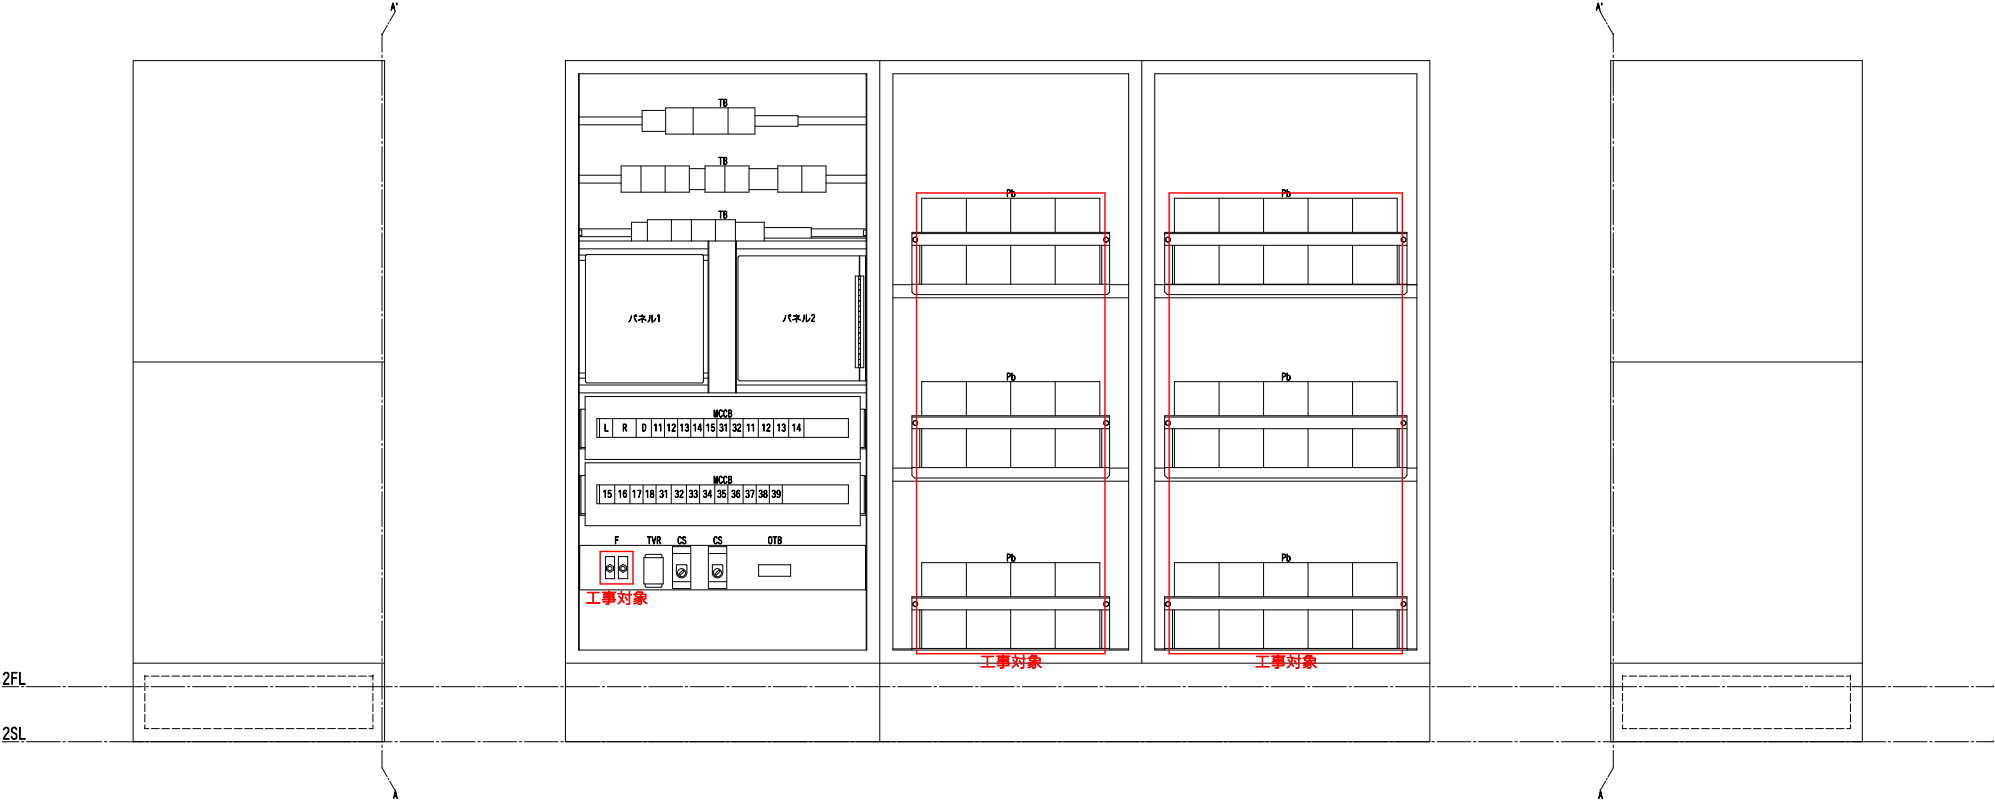 A' A'
TB
TB
Pb Pb
TB
パネル1 パネル2
Pb Pb
MCCB
L R D 11 12 13 14 15 31 32 11 12 13 14
MCCB
15 16 17 18 31 32 33 34 35 36 37 38 39
F TVR CS CS OTB
Pb Pb
工事対象
工事対象 工事対象
2FL
2SL
A A